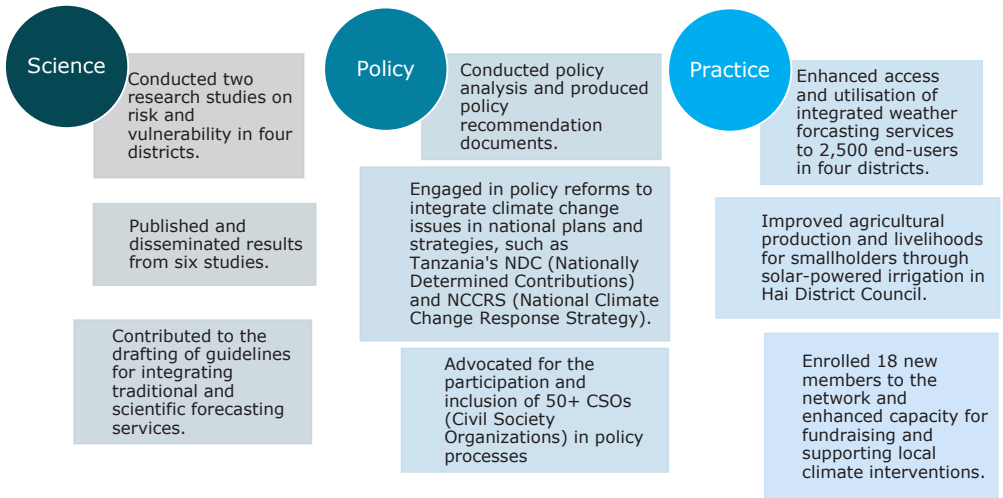 Science
Conducted two
research studies on
risk and
vulnerability in four
districts.
Published and
disseminated results
from six studies.
Contributed to the
drafting of guidelines
for integrating
traditional and
scientific forecasting
services.
Policy
Conducted policy
analysis and produced
policy
recommendation
documents.
Engaged in policy reforms to
integrate climate change
issues in national plans and
strategies, such as
Tanzania's NDC (Nationally
Determined Contributions)
and NCCRS (National Climate
Change Response Strategy).
Advocated for the
participation and
inclusion of 50+ CSOs
(Civil Society
Organizations) in policy
processes
Practice
Enhanced access
and utilisation of
integrated weather
forcasting services
to 2,500 end-users
in four districts.
Improved agricultural
production and livelihoods
for smallholders through
solar-powered irrigation in
Hai District Council.
Enrolled 18 new
members to the
network and
enhanced capacity for
fundraising and
supporting local
climate interventions.